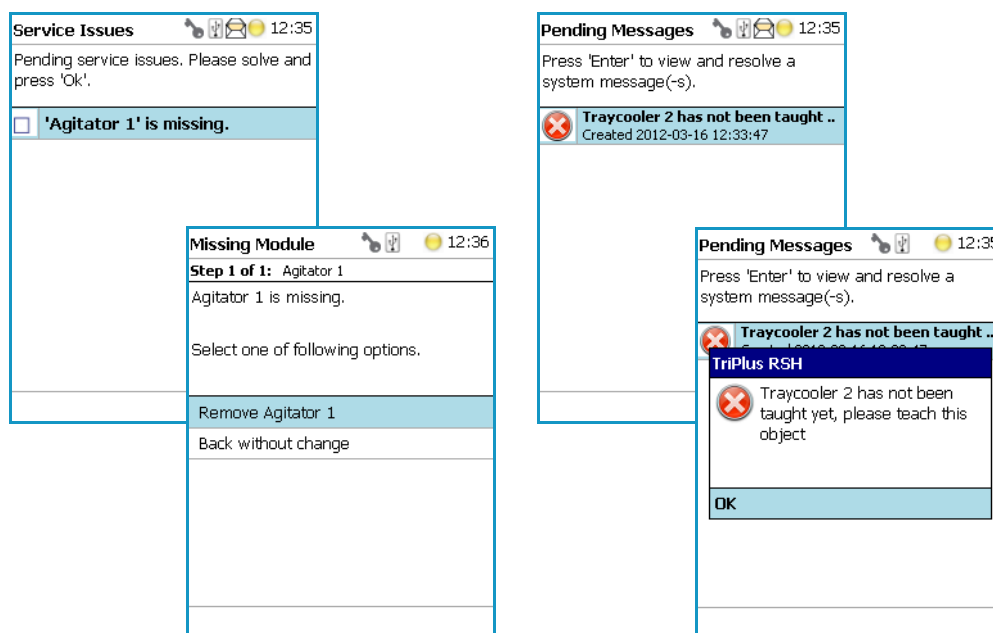 Service Issues 12:35
Pending service issues. Please solve and
press 'Ok'.
'Agitator 1' is missing.
Missing Module 12:36
Step 1 of 1: Agitator 1
Agitator 1 is missing.
Select one of following options.
Remove Agitator 1
Back without change
Pending Messages 12:35
Press 'Enter' to view and resolve a
system message(-s).
Traycooler 2 has not been taught ..
Created 2012-03-16 12:33:47
Pending Messages 12:35
Press 'Enter' to view and resolve a
system message(-s).
Traycooler 2 has not been taught ..
TriPlus RSH
Traycooler 2 has not been
taught yet, please teach this
object
OK